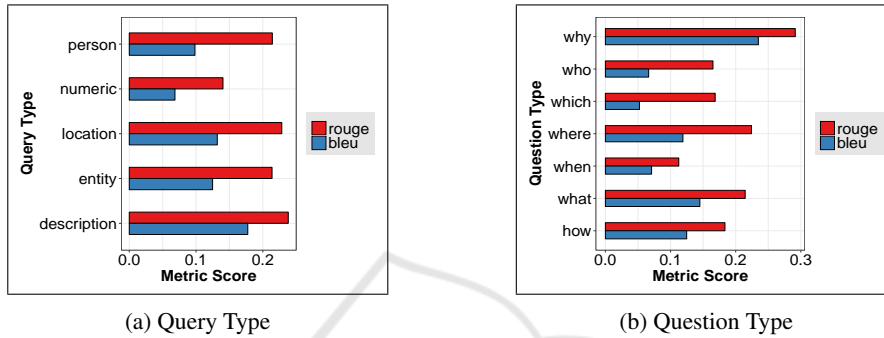 person
numeric
location
entity
description
Query Type
0.0 0.1 0.2
Metric Score
rouge
bleu
(a) Query Type
why
who
which
where
when
what
how
Question Type
0.0 0.1 0.2 0.3
Metric Score
rouge
bleu
(b) Question Type